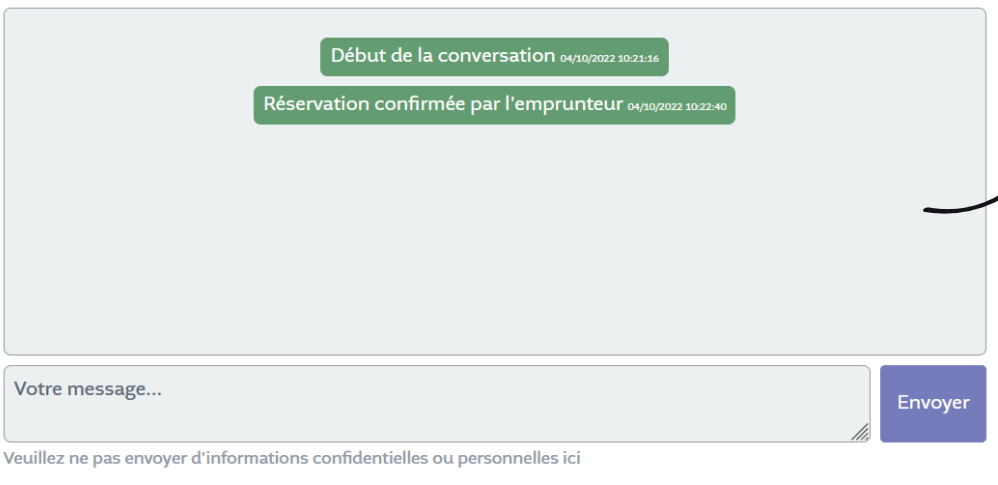 Début de la conversation 04/10/2022 10:21:16
Réservation confirmée par l'emprunteur 04/10/2022 10:22:40
Votre message...
Envoyer
Veuillez ne pas envoyer d'informations confidentielles ou personnelles ici